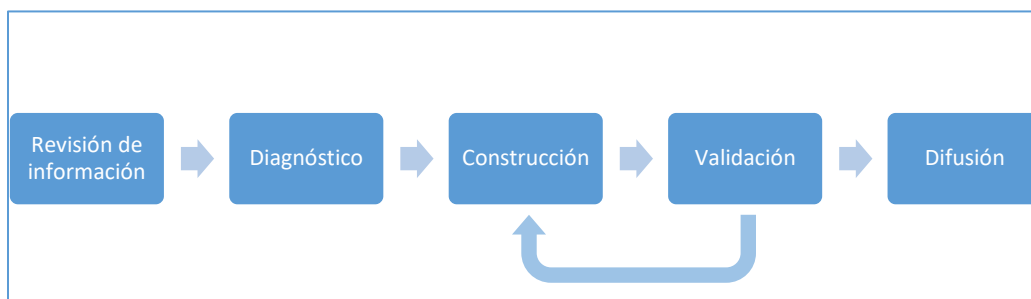 Revisión de
información
Diagnóstico
Construcción
Validación
Difusión